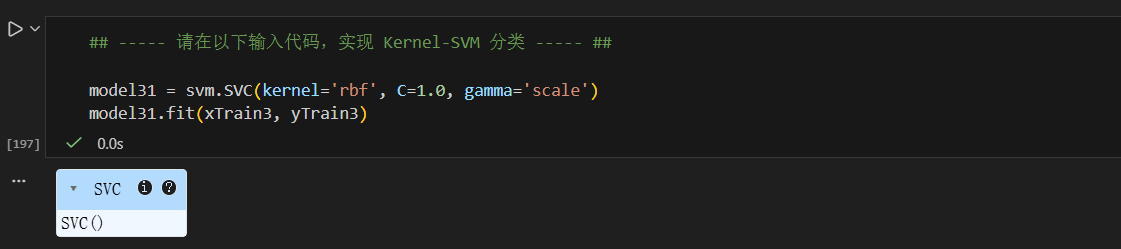 ## ----- 请在以下输入代码，实现 Kernel-SVM 分类 ----- ##
model31 = svm.SVC(kernel='rbf', C=1.0, gamma='scale')
model31.fit(xTrain3, yTrain3)
[197]
0.0s
...
SVC i ?
SVC()